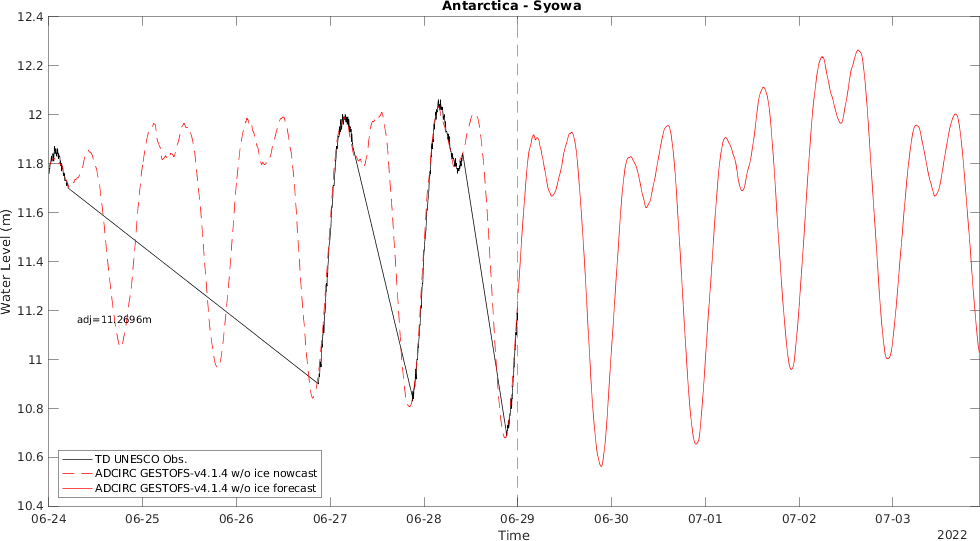 Antarctica - Syowa
Water Level (m)
12.4
12.2
12
11.8
11.6
11.4
11.2
11
10.8
10.6
10.4
adj=11.2696m
TD UNESCO Obs.
ADCIRC GESTOFS-v4.1.4 w/o ice nowcast
ADCIRC GESTOFS-v4.1.4 w/o ice forecast
06-24 06-25 06-26 06-27 06-28 06-29 06-30 07-01 07-02 07-03
Time
2022